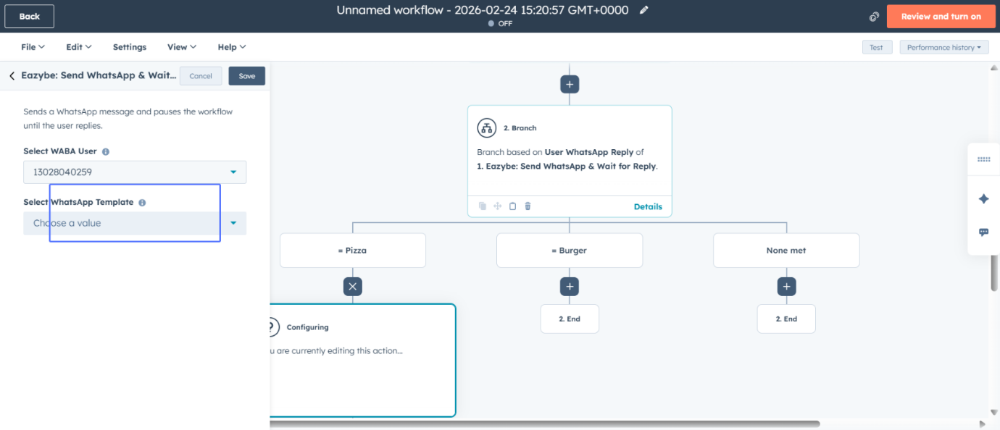 Back
Unnamed workflow - 2026-02-24 15:20:57 GMT+0000
OFF
Review and turn on
File
Edit
Settings
View
Help
Test
Performance history
Eazybe: Send WhatsApp & Wait...
Cancel
Save
Sends a WhatsApp message and pauses the workflow
until the user replies.
Select WABA User
13028040259
Select WhatsApp Template
Choose a value
2. Branch
Branch based on User WhatsApp Reply of
1. Eazybe: Send WhatsApp & Wait for Reply.
Details
= Pizza
= Burger
None met
Configuring
u are currently editing this action...
2. End
2. End